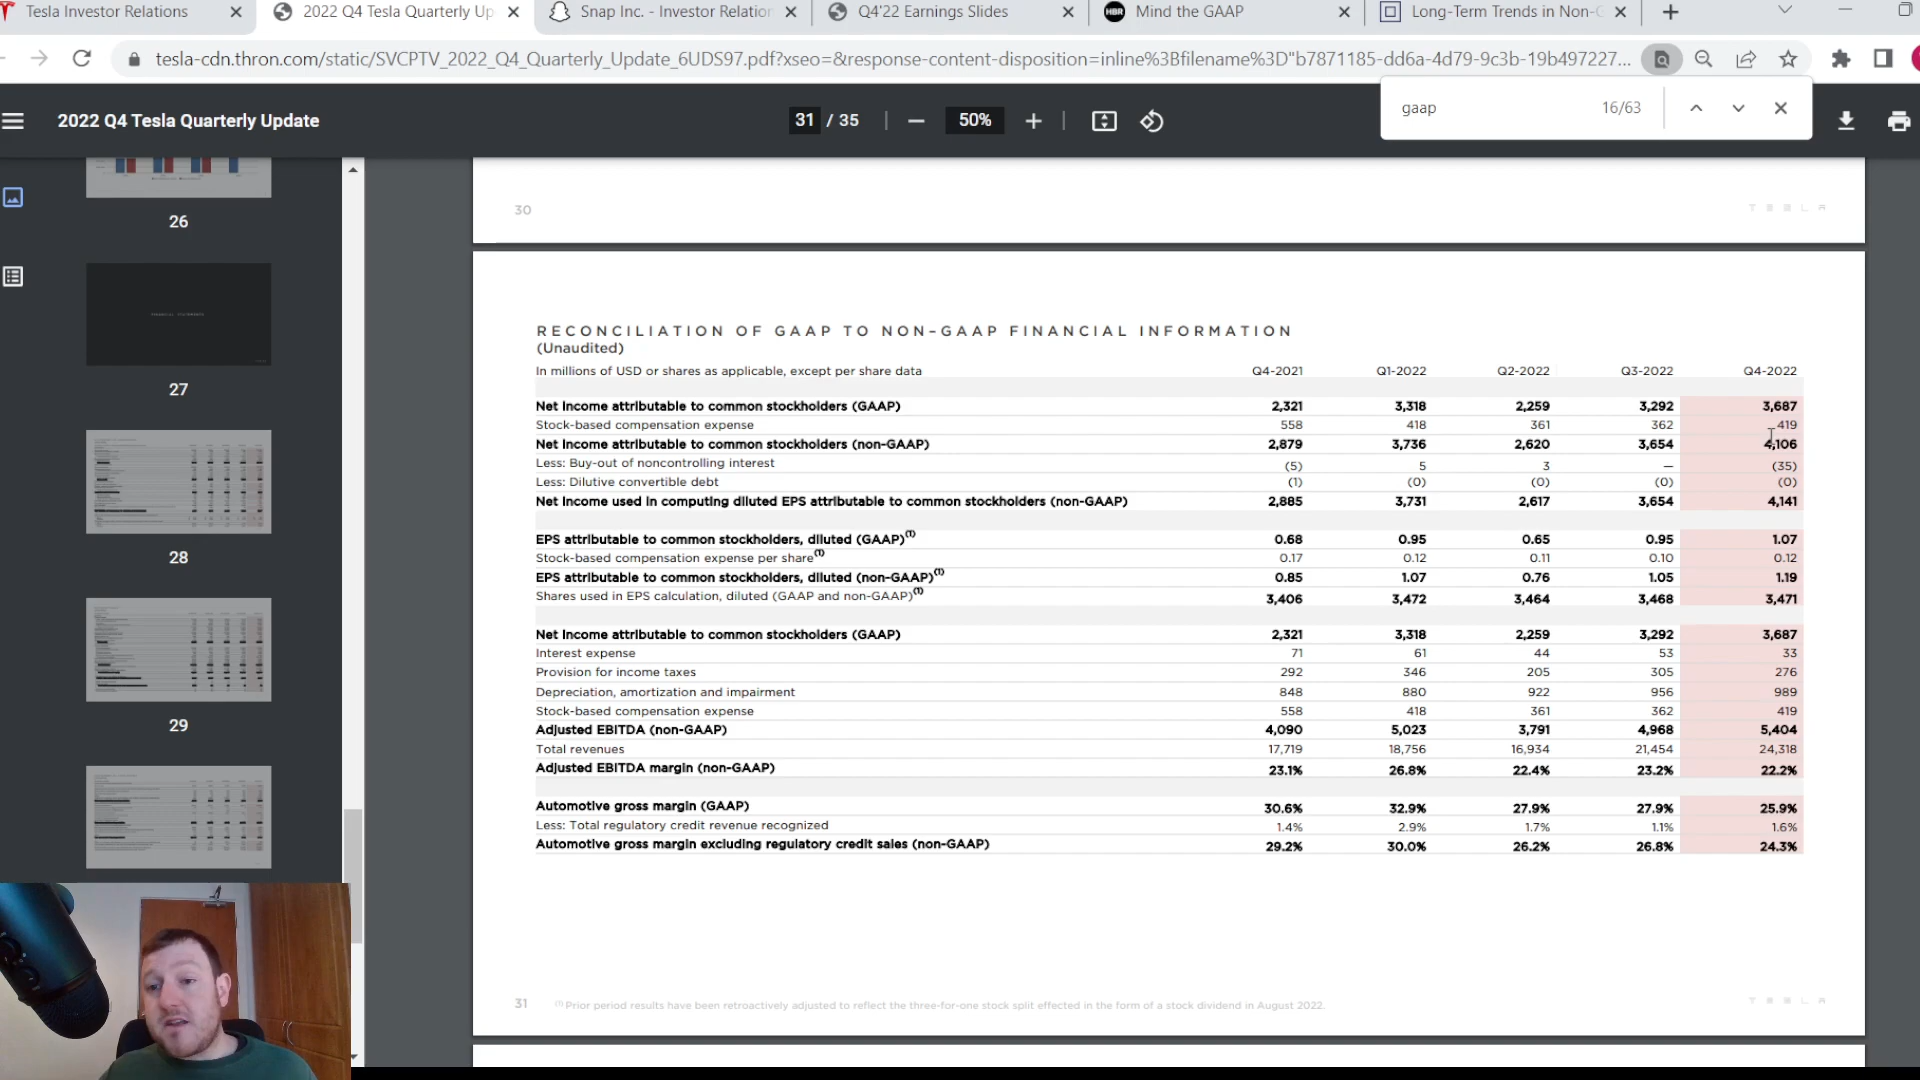 Tesla Investor Relations
2022 Q4 Tesla Quarterly Up
Snap Inc. - Investor Relation
Q4'22 Earnings Slides
HBR
Mind the GAAP
Long-Term Trends in Non-G
tesla-cdn.thron.com/static/SVCPTV_2022_Q4_Quarterly_Update_6UDS97.pdf?xseo=&response-content-disposition=inline%3Bfilename%3D"b7871185-dd6a-4d79-9c3b-19b497227...
gaap 16/63
2022 Q4 Tesla Quarterly Update
31 / 35
50%
26
27
28
29
30
TESLA
RECONCILIATION OF GAAP TO NON-GAAP FINANCIAL INFORMATION
(Unaudited)
In millions of USD or shares as applicable, except per share data Q4-2021 Q1-2022 Q2-2022 Q3-2022 Q4-2022
Net income attributable to common stockholders (GAAP) 2,321 3,318 2,259 3,292 3,687
Stock-based compensation expense 558 418 361 362 419
Net income attributable to common stockholders (non-GAAP) 2,879 3,736 2,620 3,654 4,106
Less: Buy-out of noncontrolling interest (5) 5 3 — (35)
Less: Dilutive convertible debt (1) (0) (0) (0) (0)
Net income used in computing diluted EPS attributable to common stockholders (non-GAAP) 2,885 3,731 2,617 3,654 4,141
EPS attributable to common stockholders, diluted (GAAP)(1) 0.68 0.95 0.65 0.95 1.07
Stock-based compensation expense per share(1) 0.17 0.12 0.11 0.10 0.12
EPS attributable to common stockholders, diluted (non-GAAP)(1) 0.85 1.07 0.76 1.05 1.19
Shares used in EPS calculation, diluted (GAAP and non-GAAP)(1) 3,406 3,472 3,464 3,468 3,471
Net income attributable to common stockholders (GAAP) 2,321 3,318 2,259 3,292 3,687
Interest expense 71 61 44 53 33
Provision for income taxes 292 346 205 305 276
Depreciation, amortization and impairment 848 880 922 956 989
Stock-based compensation expense 558 418 361 362 419
Adjusted EBITDA (non-GAAP) 4,090 5,023 3,791 4,968 5,404
Total revenues 17,719 18,756 16,934 21,454 24,318
Adjusted EBITDA margin (non-GAAP) 23.1% 26.8% 22.4% 23.2% 22.2%
Automotive gross margin (GAAP) 30.6% 32.9% 27.9% 27.9% 25.9%
Less: Total regulatory credit revenue recognized 1.4% 2.9% 1.7% 1.1% 1.6%
Automotive gross margin excluding regulatory credit sales (non-GAAP) 29.2% 30.0% 26.2% 26.8% 24.3%
31
(1) Prior period results have been retroactively adjusted to reflect the three-for-one stock split effected in the form of a stock dividend in August 2022.
TESLA